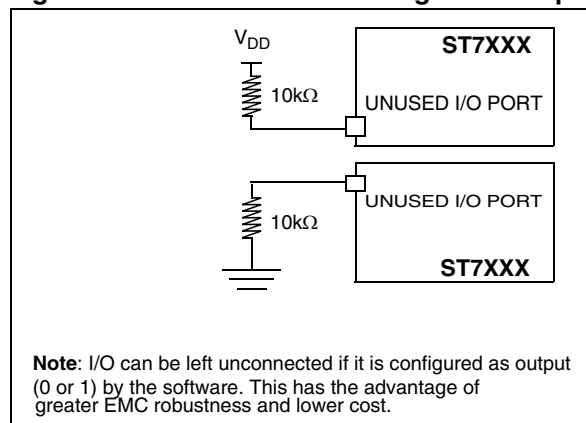 V_DD
ST7XXX
10kΩ
UNUSED I/O PORT
UNUSED I/O PORT
10kΩ
ST7XXX
Note: I/O can be left unconnected if it is configured as output
(0 or 1) by the software. This has the advantage of
greater EMC robustness and lower cost.